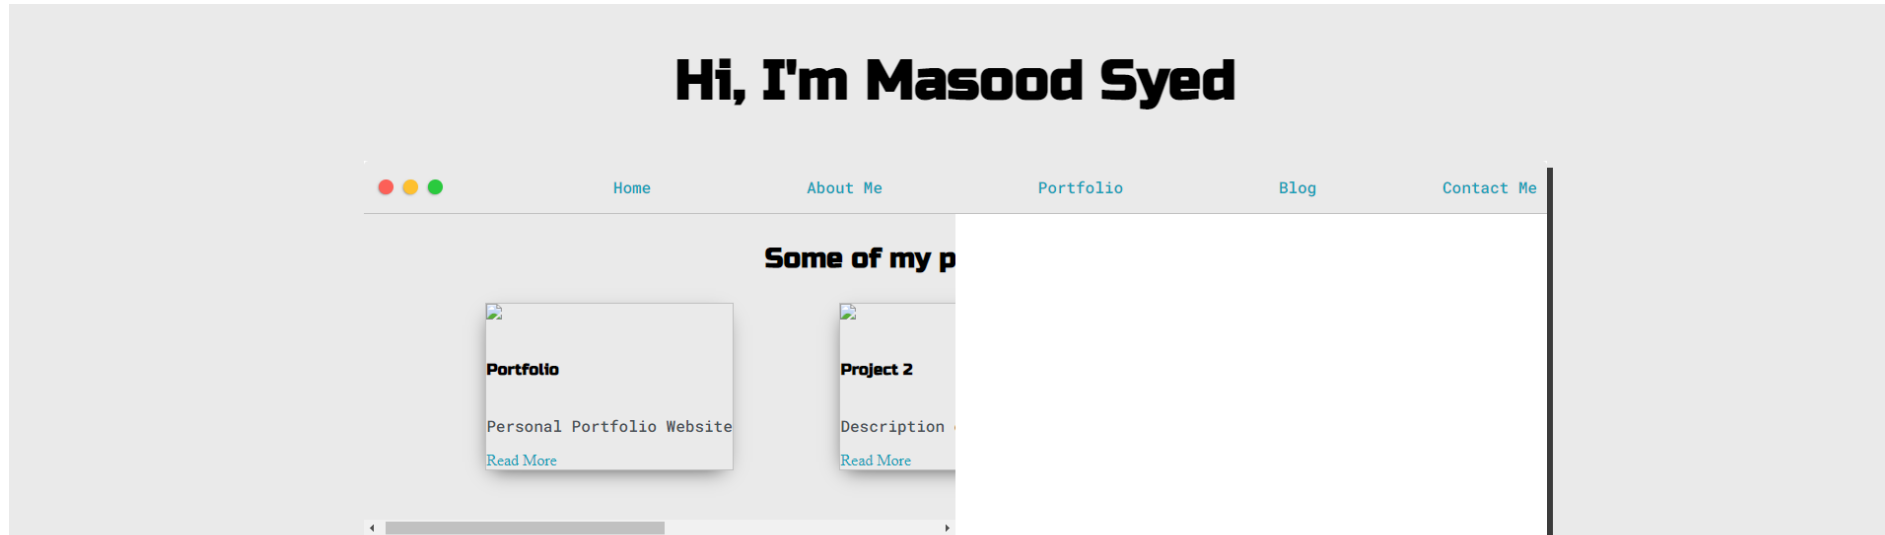 Hi, I'm Masood Syed
Home About Me Portfolio Blog Contact Me
Some of my p
Portfolio Project 2
Personal Portfolio Website Description
Read More Read More